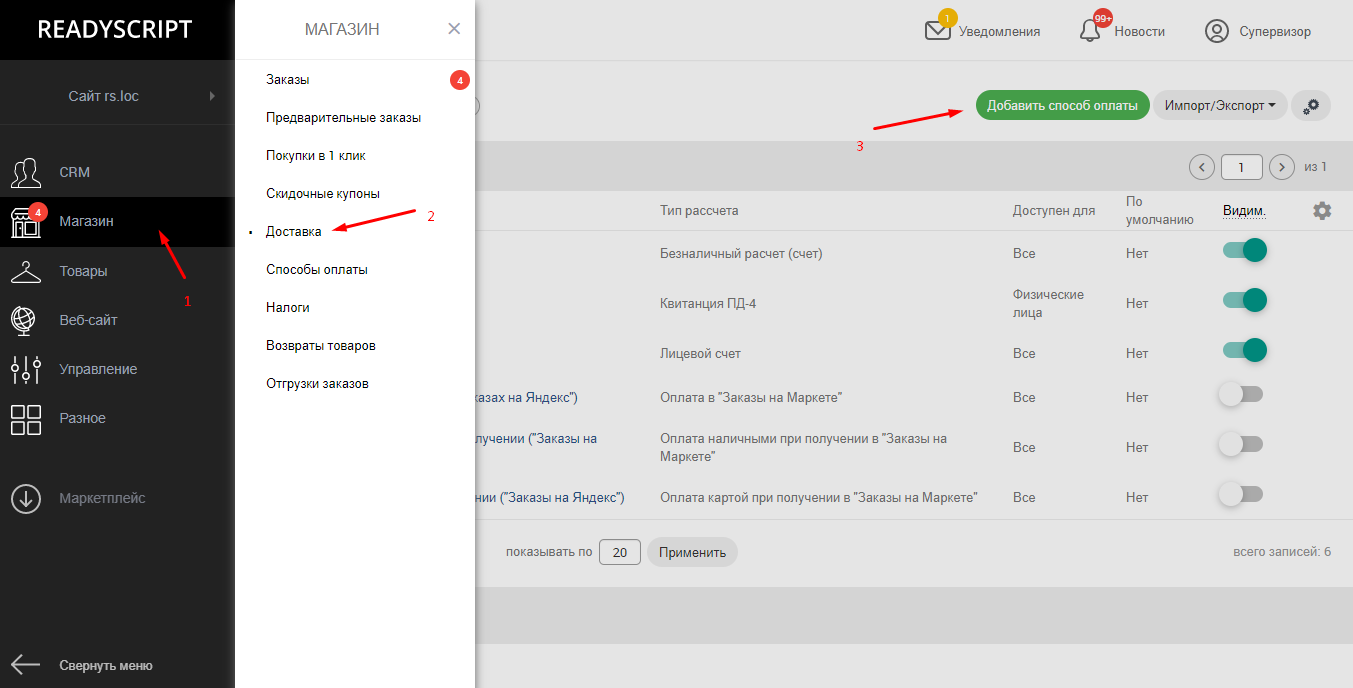 READYSCRIPT
Сайт rs.loc
CRM
4
Магазин
1
Товары
Веб-сайт
Управление
Разное
Маркетплейс
Свернуть меню
МАГАЗИН
Заказы 4
Предварительные заказы
Покупки в 1 клик
Скидочные купоны
2
Доставка
Способы оплаты
Налоги
Возвраты товаров
Отгрузки заказов
1 Уведомления
99+ Новости
Супервизор
3
Добавить способ оплаты
Импорт/Экспорт
1 из 1
Тип рассчета
Доступен для
По
умолчанию
Видим.
Безналичный расчет (счет) Все Нет
Квитанция ПД-4
Физические
лица
Нет
Лицевой счет Все Нет
казах на Яндекс") Оплата в "Заказы на Маркете" Все Нет
лучении ("Заказы на
Оплата наличными при получении в "Заказы на
Маркете"
Все Нет
нии ("Заказы на Яндекс") Оплата картой при получении в "Заказы на Маркете" Все Нет
показывать по 20 Применить
всего записей: 6